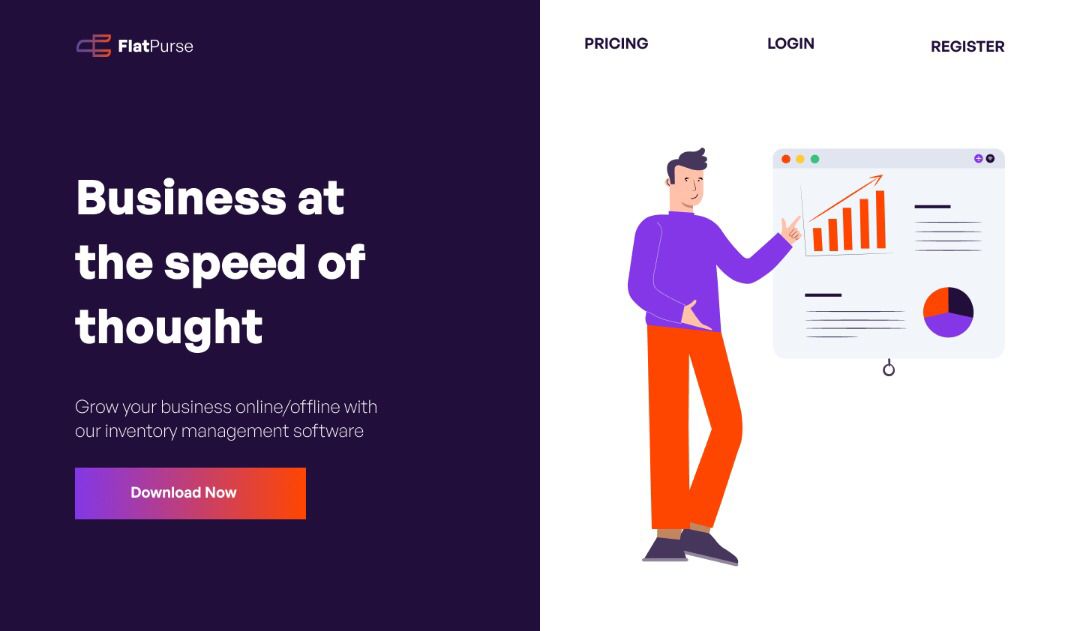 FlatPurse
PRICING
LOGIN
REGISTER
Business at
the speed of
thought
Grow your business online/offline with
our inventory management software
Download Now